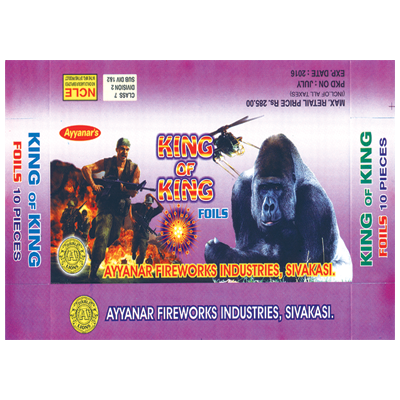 MAX. RETAIL PRICE Rs. 285.00
(INCL.OF ALL TAXES)
PKD ON : JULY
EXP. DATE : 2016
CLASS 7
DIVISION 2
SUB DIV 1&2
NCLE
Ayyanar's
KING
OF
KING
FOILS
AYYANAR FIREWORKS INDUSTRIES, SIVAKASI.
KING OF KING
FOILS 10 PIECES
KING OF KING
FOILS 10 PIECES
AYYANAR FIREWORKS INDUSTRIES, SIVAKASI.